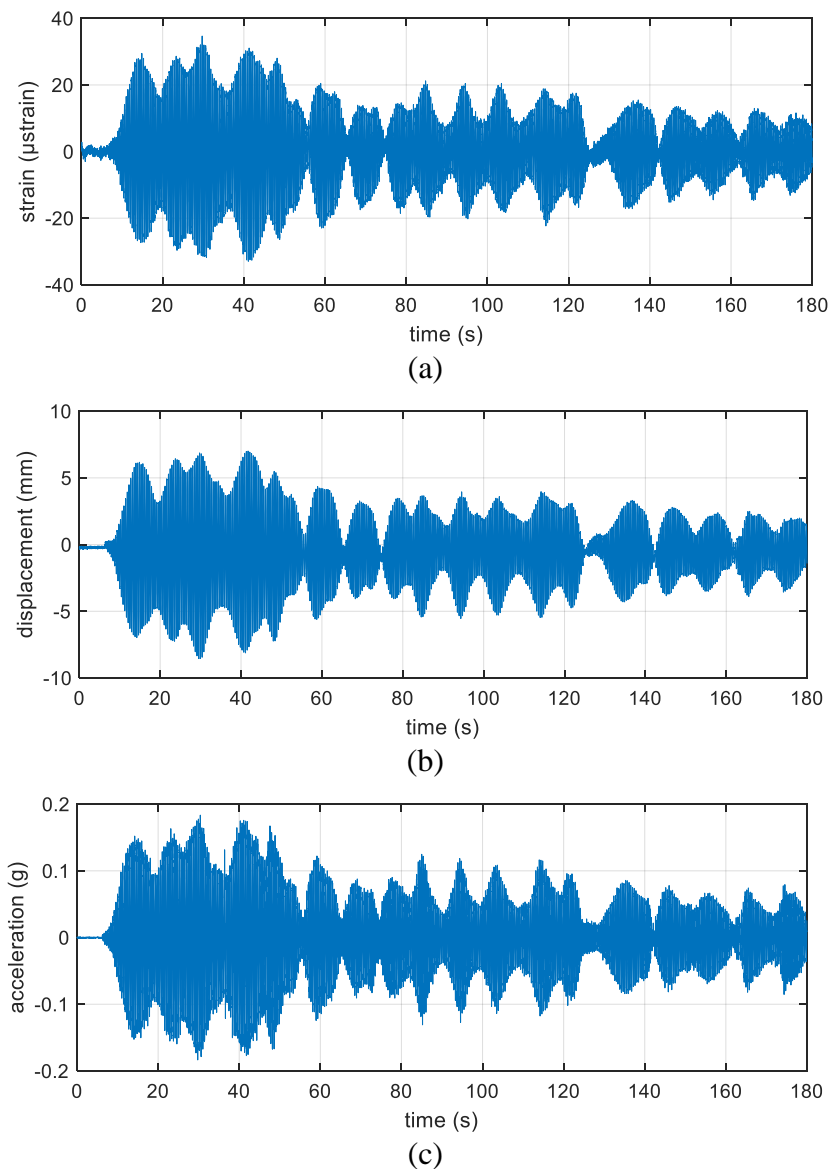 40
20
0
-20
-40
strain (µstrain)
0 20 40 60 80 100 120 140 160 180
time (s)
(a)
10
5
0
-5
-10
displacement (mm)
0 20 40 60 80 100 120 140 160 180
time (s)
(b)
0.2
0.1
0
-0.1
-0.2
acceleration (g)
0 20 40 60 80 100 120 140 160 180
time (s)
(c)